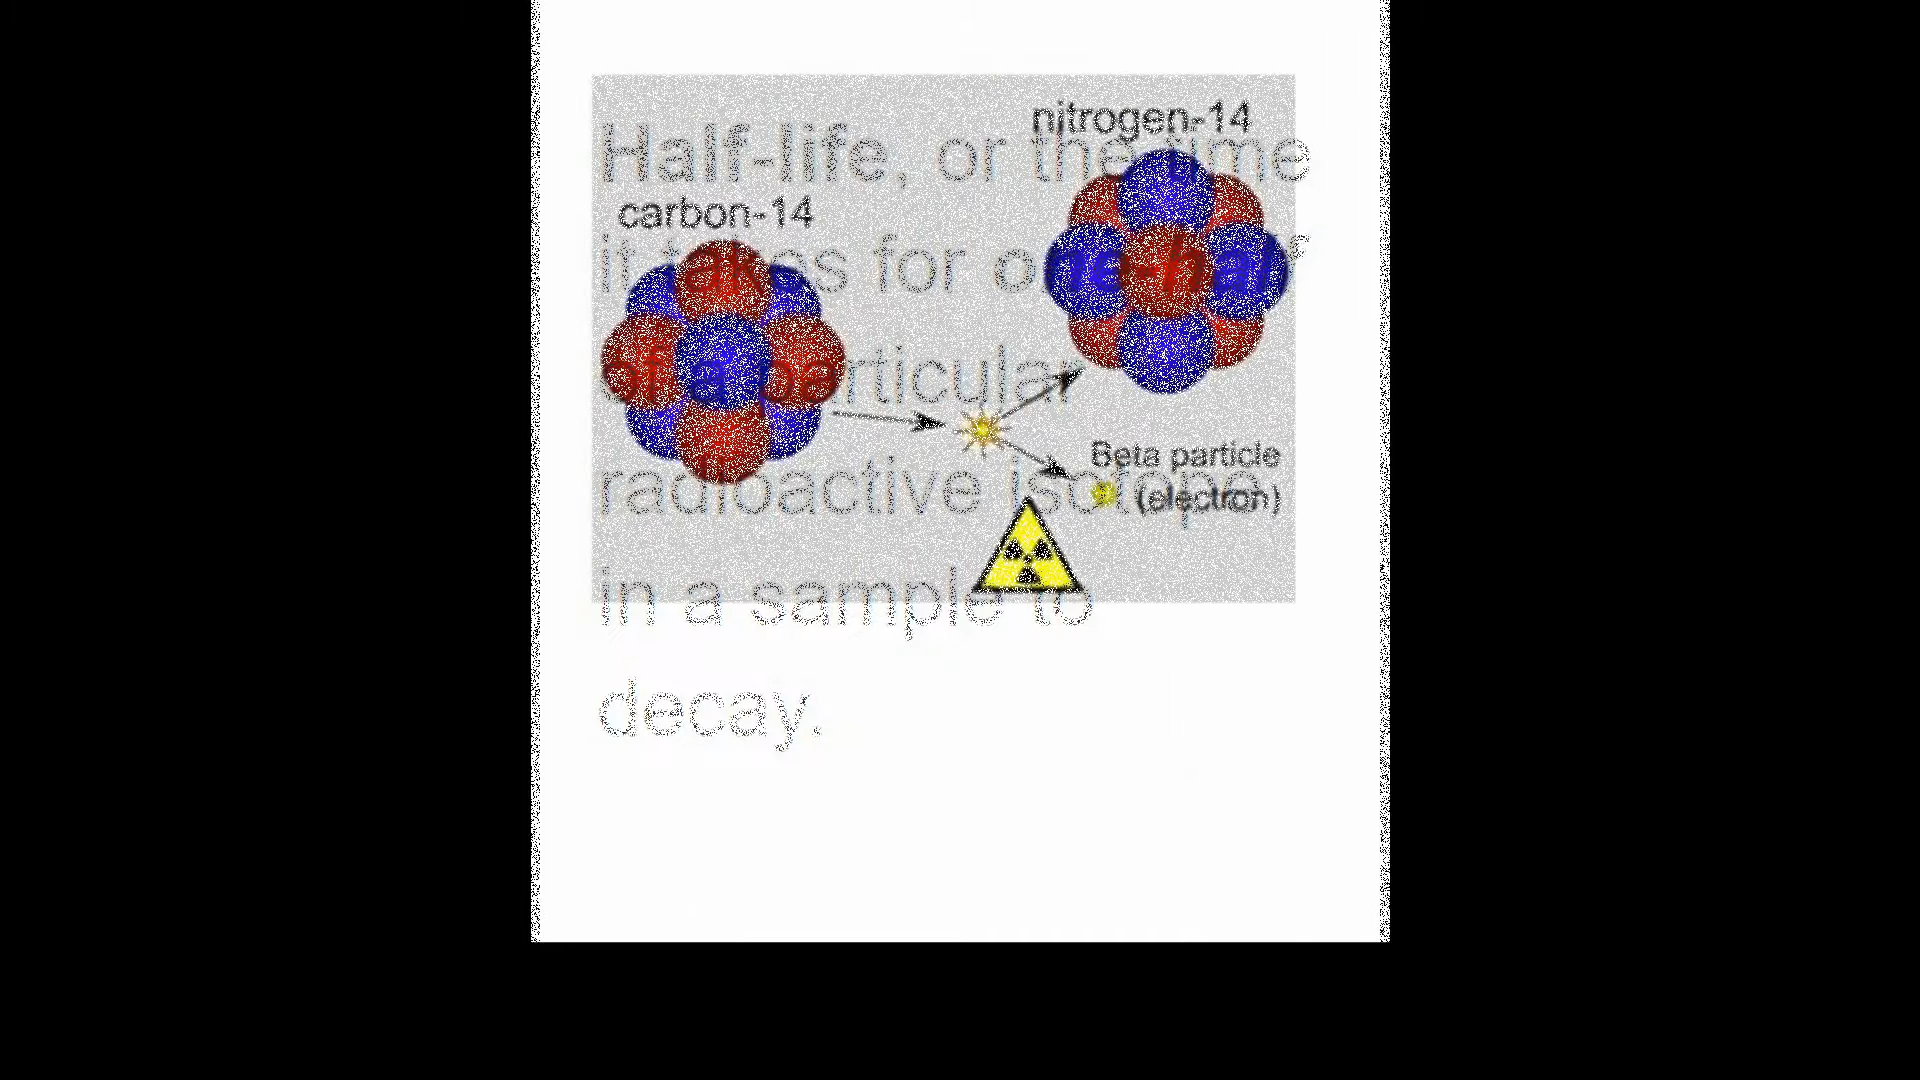 nitrogen-14
Half-life, or the time
carbon-14
it takes for one-half
of a particular
Beta particle
radioactive isotope
(electron)
in a sample to
decay.